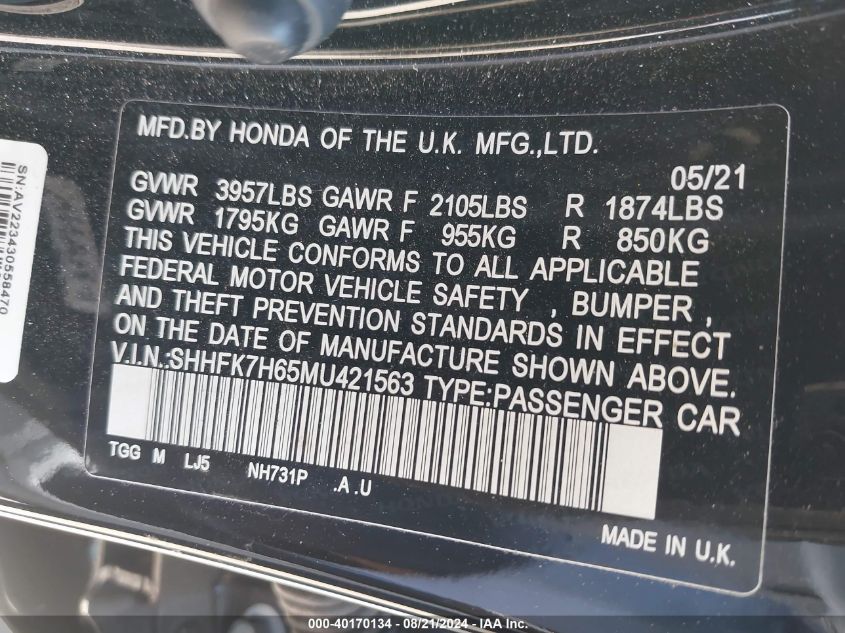 MFD.BY HONDA OF THE U.K. MFG.,LTD.
05/21
GVWR 3957LBS GAWR F 2105LBS R 1874LBS
GVWR 1795KG GAWR F 955KG R 850KG
THIS VEHICLE CONFORMS TO ALL APPLICABLE
FEDERAL MOTOR VEHICLE SAFETY , BUMPER ,
AND THEFT PREVENTION STANDARDS IN EFFECT
ON THE DATE OF MANUFACTURE SHOWN ABOVE.
V.I.N.:SHHFK7H65MU421563 TYPE:PASSENGER CAR
TGG M LJ5 NH731P .A .U
MADE IN U.K.
SN:AV223430558470
000-40170134 - 08/21/2024 - IAA Inc.